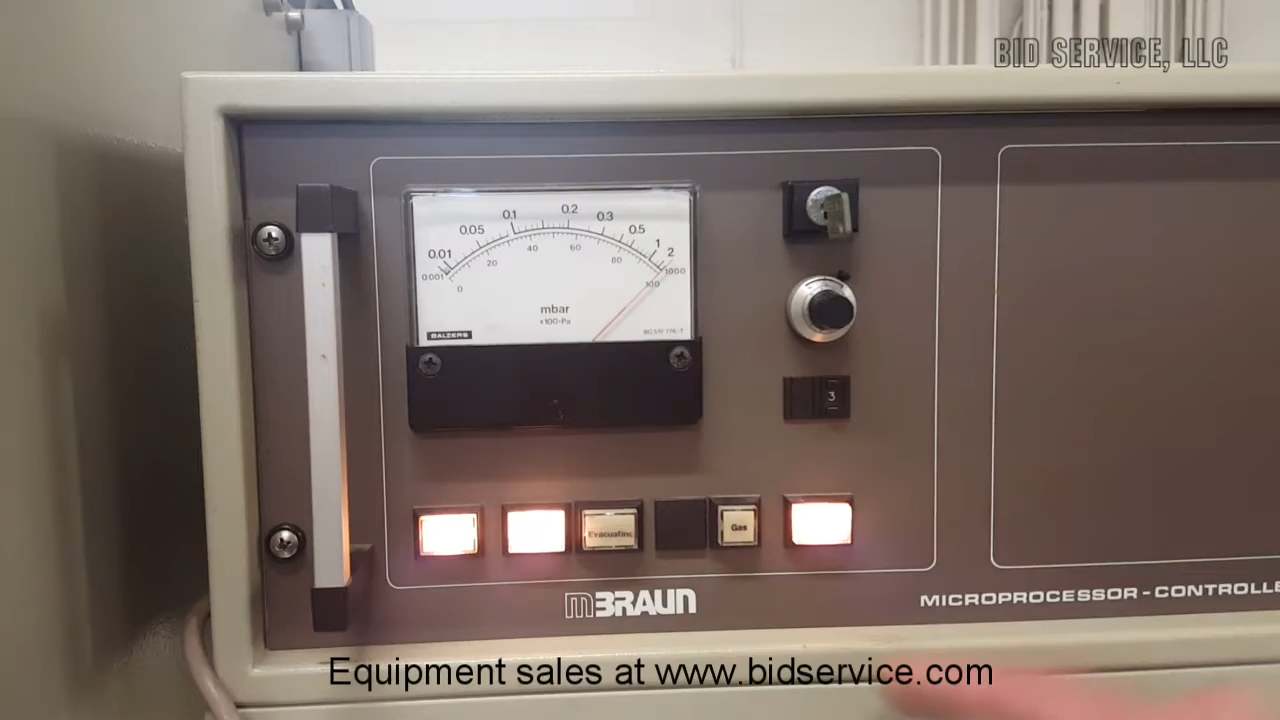 BID SERVICE, LLC
0.001 0.01 0.05 0.1 0.2 0.3 0.5 1 2 1000
0 20 40 60 80 100
mbar
x100=Pa
BALZERS
3
Evacuating
Gas
mBRAUN
MICROPROCESSOR-CONTROLLE
Equipment sales at www.bidservice.com